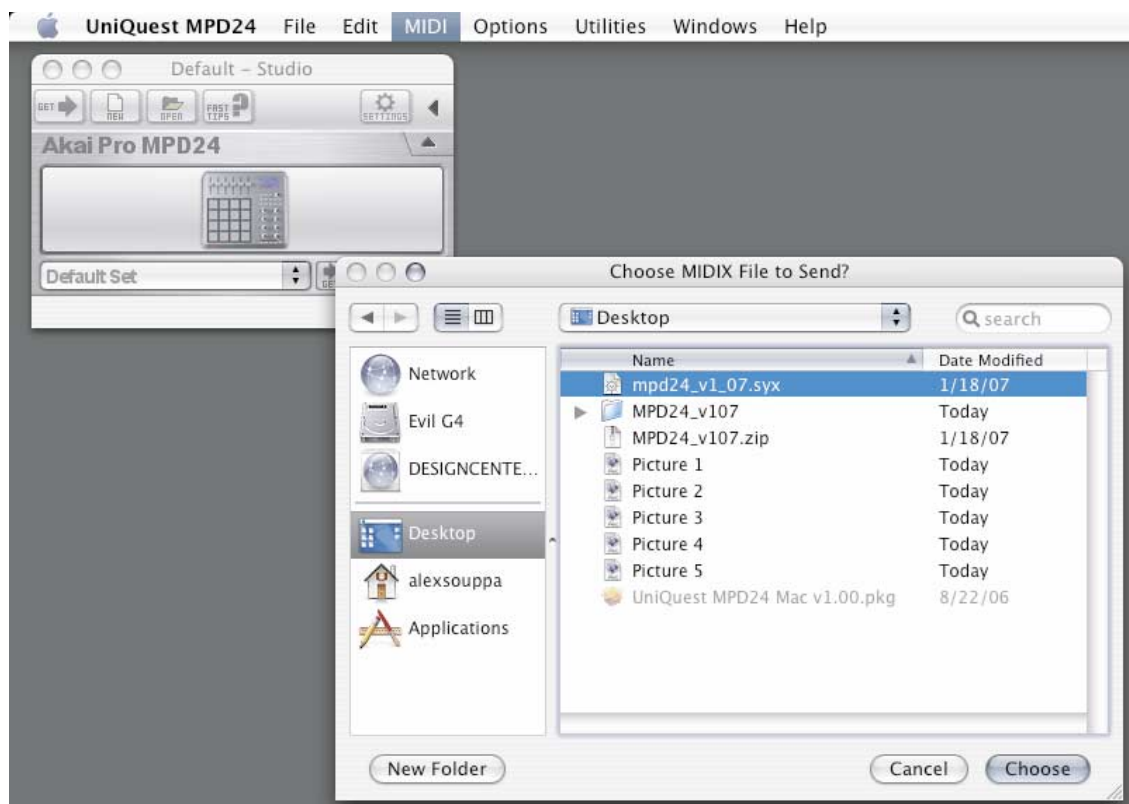 UniQuest MPD24 File Edit MIDI Options Utilities Windows Help
Default – Studio
GET NEW OPEN FAST TIPS SETTINGS
Akai Pro MPD24
Default Set
Choose MIDIX File to Send?
Desktop
search
Network
Evil G4
DESIGNCENTE...
Desktop
alexsouppa
Applications
Name Date Modified
mpd24_v1_07.syx 1/18/07
MPD24_v107 Today
MPD24_v107.zip 1/18/07
Picture 1 Today
Picture 2 Today
Picture 3 Today
Picture 4 Today
Picture 5 Today
UniQuest MPD24 Mac v1.00.pkg 8/22/06
New Folder Cancel Choose